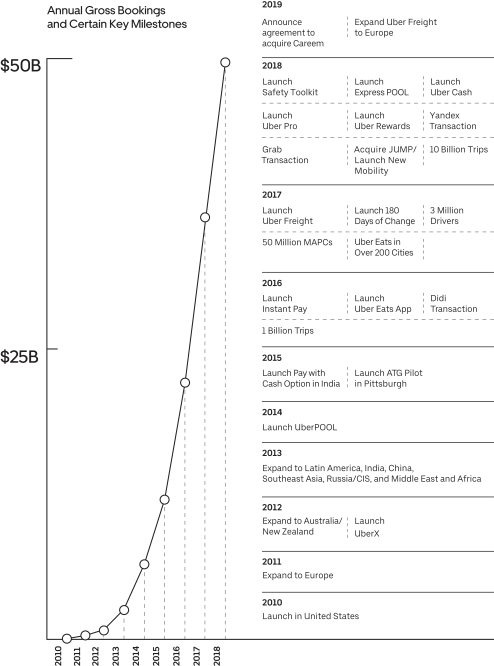 Annual Gross Bookings
and Certain Key Milestones
$50B
$25B
2010
2011
2012
2013
2014
2015
2016
2017
2018
2019
Announce
agreement to
acquire Careem
Expand Uber Freight
to Europe
2018
Launch
Safety Toolkit
Launch
Express POOL
Launch
Uber Cash
Launch
Uber Pro
Launch
Uber Rewards
Yandex
Transaction
Grab
Transaction
Acquire JUMP/
Launch New
Mobility
10 Billion Trips
2017
Launch
Uber Freight
Launch 180
Days of Change
3 Million
Drivers
50 Million MAPCs
Uber Eats in
Over 200 Cities
2016
Launch
Instant Pay
Launch
Uber Eats App
Didi
Transaction
1 Billion Trips
2015
Launch Pay with
Cash Option in India
Launch ATG Pilot
in Pittsburgh
2014
Launch UberPOOL
2013
Expand to Latin America, India, China,
Southeast Asia, Russia/CIS, and Middle East and Africa
2012
Expand to Australia/
New Zealand
Launch
UberX
2011
Expand to Europe
2010
Launch in United States